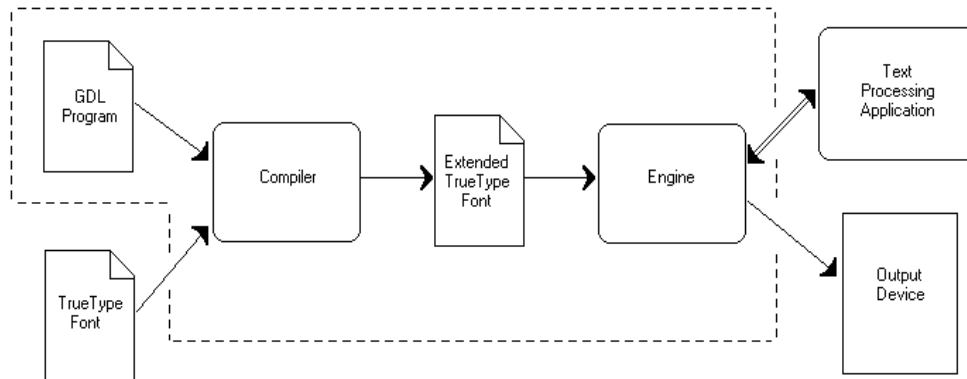 GDL
Program
Compiler
Extended
TrueType
Font
Engine
Text
Processing
Application
TrueType
Font
Output
Device